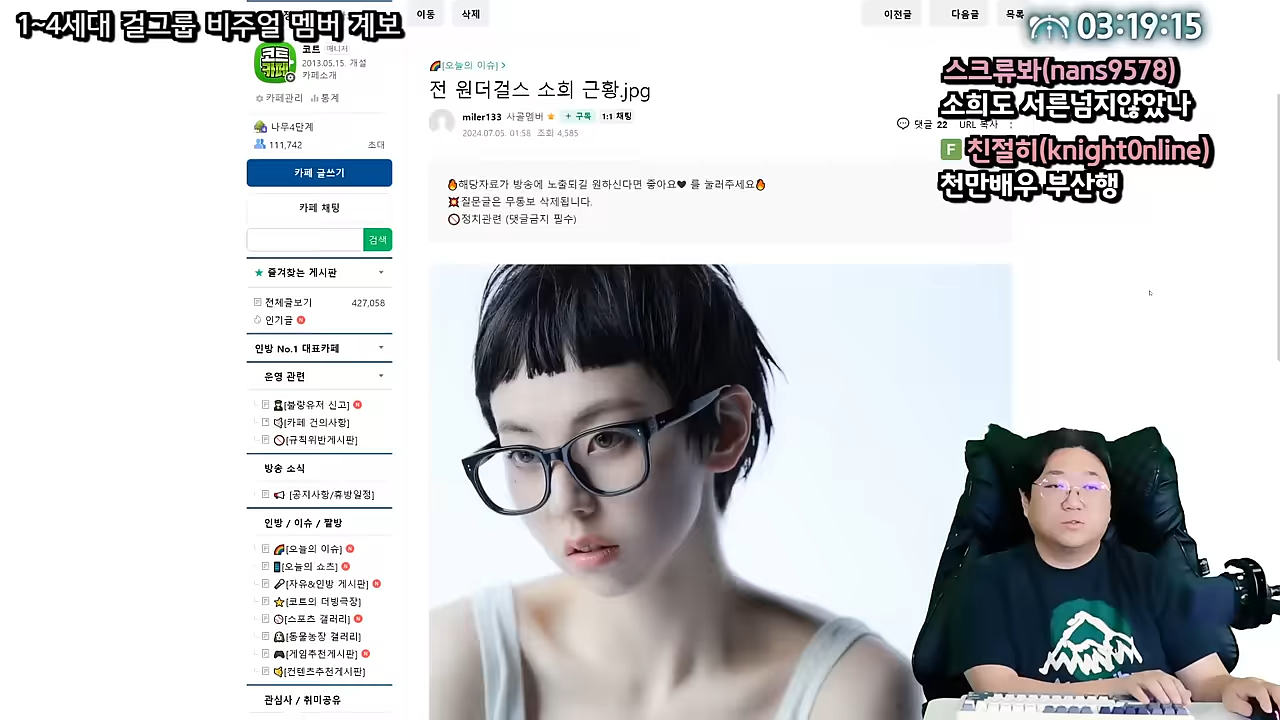 1~4세대 걸그룹 비주얼 멤버 계보
이동
삭제
이전글
다음글
목록
03:19:15
코트 매니저
2013.05.15. 개설
카페소개
카페관리
통계
나무4단계
111,742
초대
카페 글쓰기
카페 채팅
검색
즐겨찾는 게시판
전체글보기
427,058
인기글 N
인방 No.1 대표카페
운영 관련
[불량유저 신고] N
[카페 건의사항]
[규칙위반게시판]
방송 소식
[공지사항/휴방일정]
인방 / 이슈 / 짤방
[오늘의 이슈] N
[오늘의 쇼츠] N
[자유&인방 게시판] N
[코트의 더빙극장]
[스포츠 갤러리] N
[동물농장 갤러리]
[게임추천게시판] N
[컨텐츠추천게시판]
관심사 / 취미공유
[오늘의 이슈] >
전 원더걸스 소희 근황.jpg
miler133 사골멤버 + 구독 1:1 채팅
2024.07.05. 01:58 조회 4,585
댓글 22 URL 복사
해당자료가 방송에 노출되길 원하신다면 좋아요 를 눌러주세요
질문글은 무통보 삭제됩니다.
정치관련 (댓글금지 필수)
스크류봐(nans9578)
소희도 서른넘지않았나
F 친절히(knight0nline)
천만배우 부산행